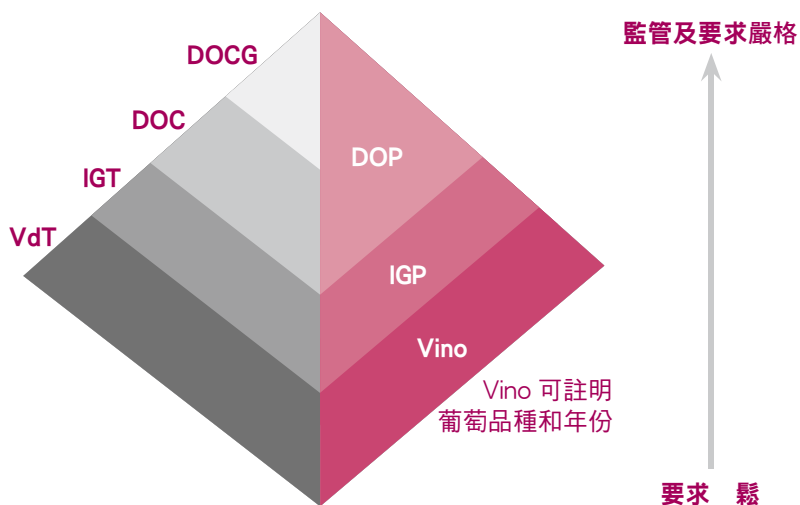 監管及要求嚴格
DOCG
DOC
DOP
IGT
VdT
IGP
Vino
Vino 可註明
葡萄品種和年份
要求 鬆